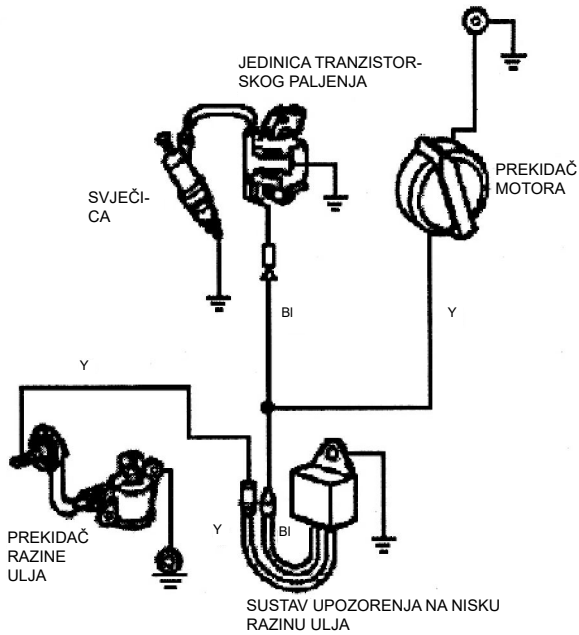 JEDINICA TRANZISTOR-
SKOG PALJENJA
PREKIDAČ
MOTORA
SVJEČI-
CA
Bl
Y
Y
Y
Bl
PREKIDAČ
RAZINE
ULJA
SUSTAV UPOZORENJA NA NISKU
RAZINU ULJA